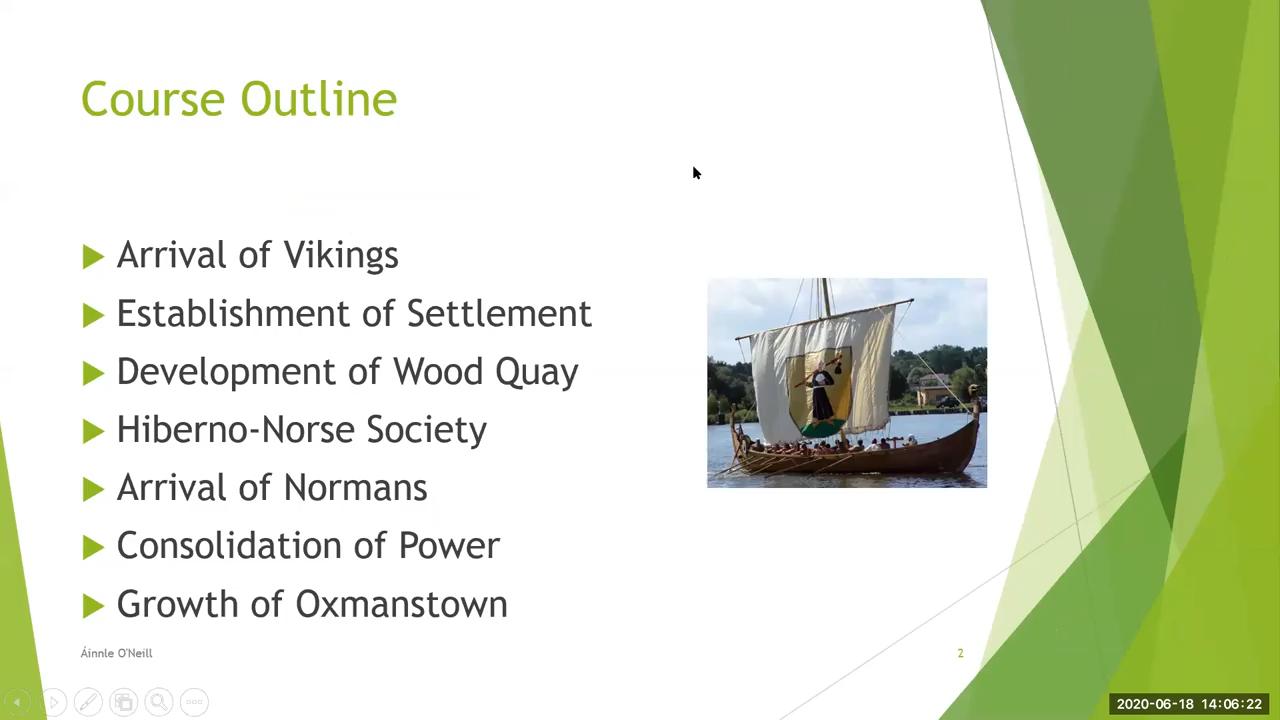 Course Outline
Arrival of Vikings
Establishment of Settlement
Development of Wood Quay
Hiberno-Norse Society
Arrival of Normans
Consolidation of Power
Growth of Oxmanstown
Áinnle O'Neill
2
2020-06-18 14:06:22